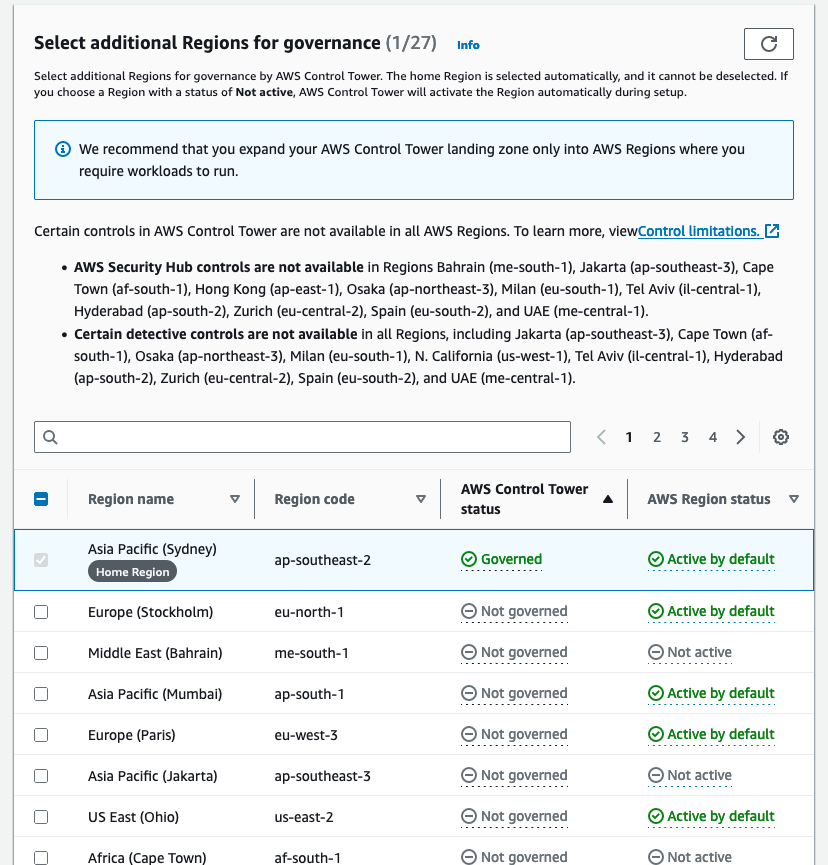 Select additional Regions for governance (1/27) Info
Select additional Regions for governance by AWS Control Tower. The home Region is selected automatically, and it cannot be deselected. If
you choose a Region with a status of Not active, AWS Control Tower will activate the Region automatically during setup.
We recommend that you expand your AWS Control Tower landing zone only into AWS Regions where you
require workloads to run.
Certain controls in AWS Control Tower are not available in all AWS Regions. To learn more, viewControl limitations.
• AWS Security Hub controls are not available in Regions Bahrain (me-south-1), Jakarta (ap-southeast-3), Cape
Town (af-south-1), Hong Kong (ap-east-1), Osaka (ap-northeast-3), Milan (eu-south-1), Tel Aviv (il-central-1),
Hyderabad (ap-south-2), Zurich (eu-central-2), Spain (eu-south-2), and UAE (me-central-1).
• Certain detective controls are not available in all Regions, including Jakarta (ap-southeast-3), Cape Town (af-
south-1), Osaka (ap-northeast-3), Milan (eu-south-1), N. California (us-west-1), Tel Aviv (il-central-1), Hyderabad
(ap-south-2), Zurich (eu-central-2), Spain (eu-south-2), and UAE (me-central-1).
1 2 3 4
Region name Region code AWS Control Tower status AWS Region status
Asia Pacific (Sydney) ap-southeast-2 Governed Active by default
Home Region
Europe (Stockholm) eu-north-1 Not governed Active by default
Middle East (Bahrain) me-south-1 Not governed Not active
Asia Pacific (Mumbai) ap-south-1 Not governed Active by default
Europe (Paris) eu-west-3 Not governed Active by default
Asia Pacific (Jakarta) ap-southeast-3 Not governed Not active
US East (Ohio) us-east-2 Not governed Active by default
Africa (Cape Town) af-south-1 Not governed Not active